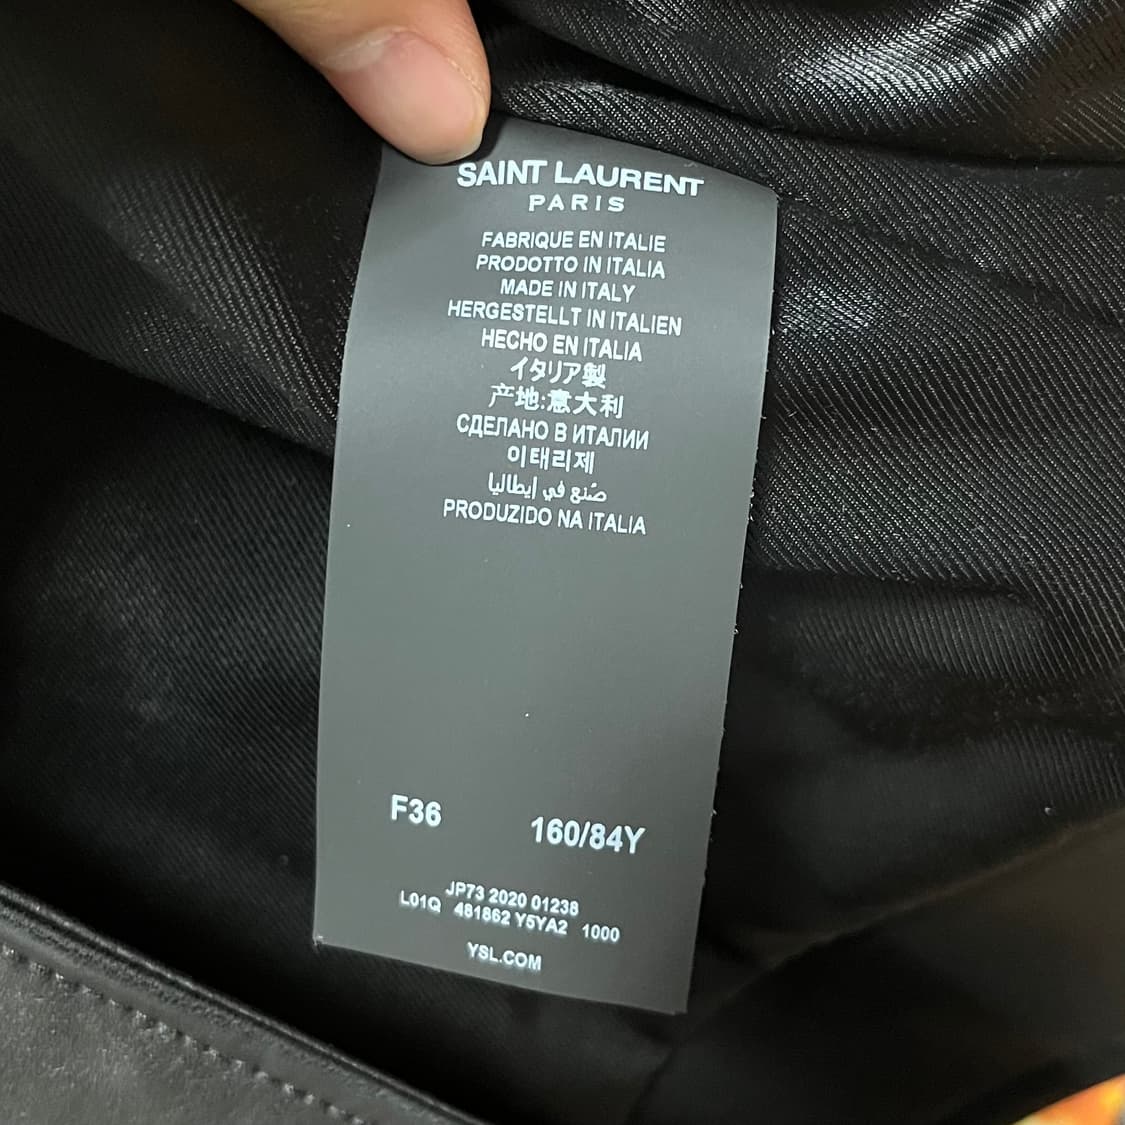 SAINT LAURENT
PARIS
FABRIQUE EN ITALIE
PRODOTTO IN ITALIA
MADE IN ITALY
HERGESTELLT IN ITALIEN
HECHO EN ITALIA
イタリア製
产地:意大利
СДЕЛАНО В ИТАЛИИ
이태리제
صُنع في إيطاليا
PRODUZIDO NA ITALIA
F36 160/84Y
JP73 2020 01238
L01Q 481862 Y5YA2 1000
YSL.COM